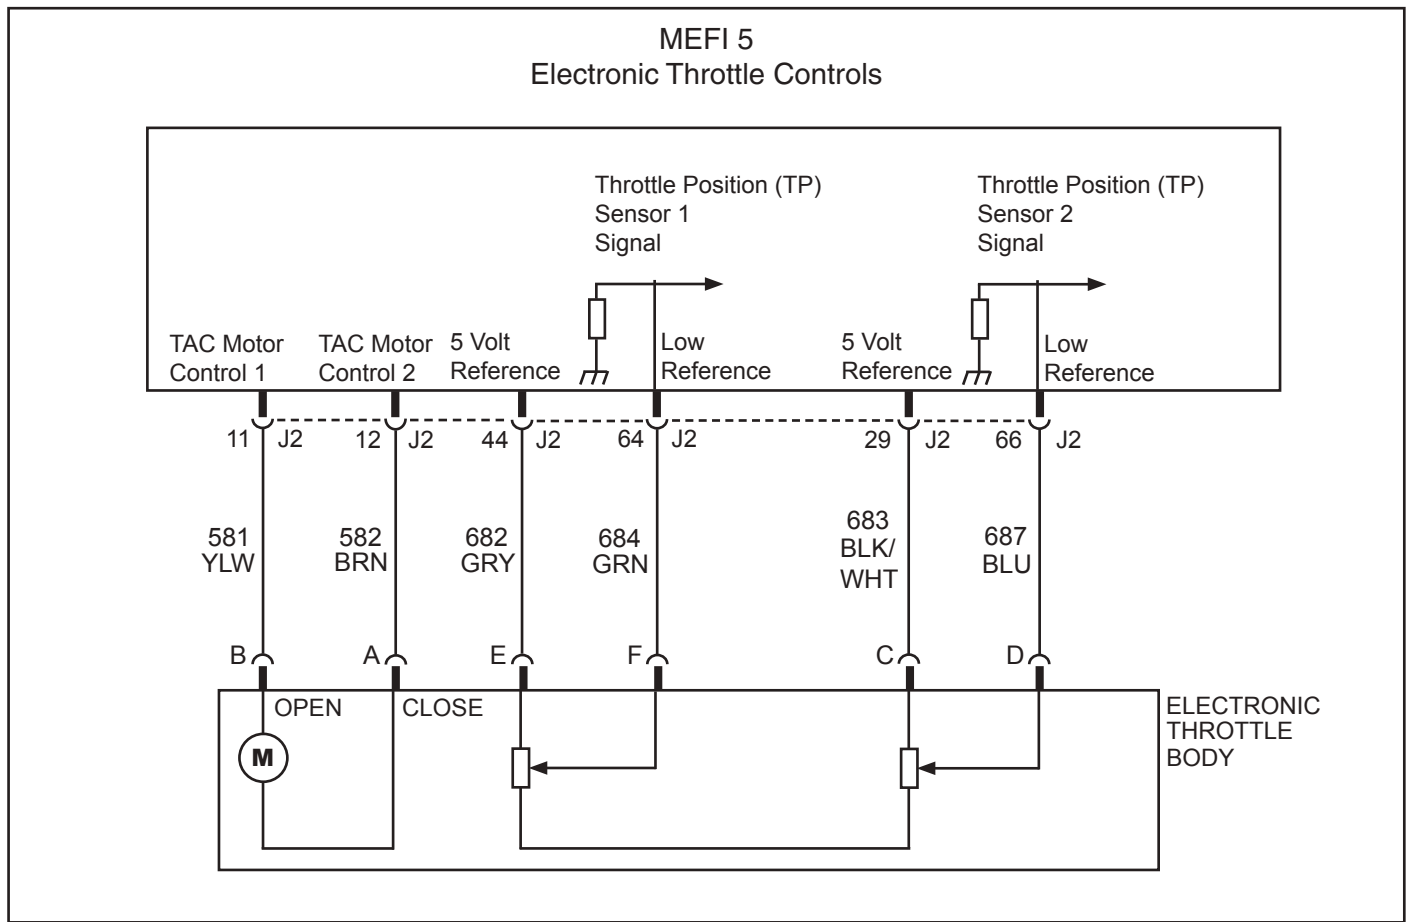 MEFI 5
Electronic Throttle Controls
Throttle Position (TP)
Sensor 1
Signal
Throttle Position (TP)
Sensor 2
Signal
TAC Motor
Control 1
TAC Motor
Control 2
5 Volt
Reference
Low
Reference
5 Volt
Reference
Low
Reference
11 J2
12 J2
44 J2
64 J2
29 J2
66 J2
581
YLW
582
BRN
682
GRY
684
GRN
683
BLK/
WHT
687
BLU
B
A
E
F
C
D
OPEN
CLOSE
M
ELECTRONIC
THROTTLE
BODY